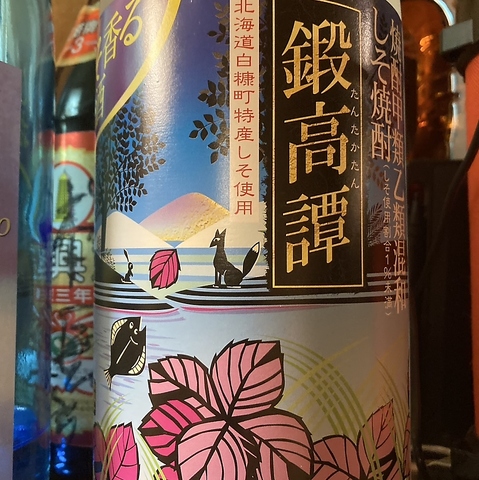 焼酎甲類乙類混和
しそ焼酎
しそ使用割合1%未満
鍛高譚
たんたかたん
北海道白糠町特産しそ使用
香る